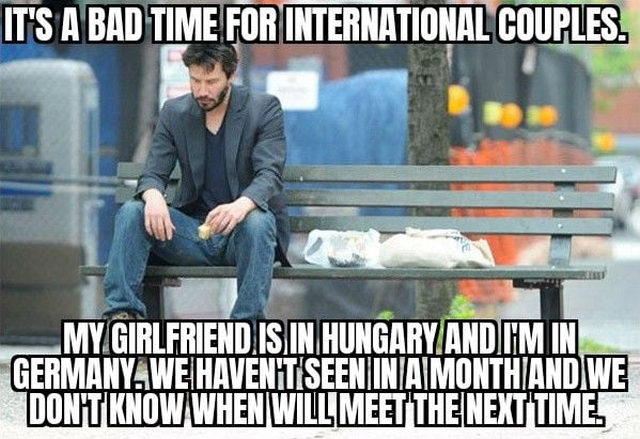 IT'S A BAD TIME FOR INTERNATIONAL COUPLES.
MY GIRLFRIEND IS IN HUNGARY AND I'M IN
GERMANY. WE HAVEN'T SEEN IN A MONTH AND WE
DON'T KNOW WHEN WILL MEET THE NEXT TIME.